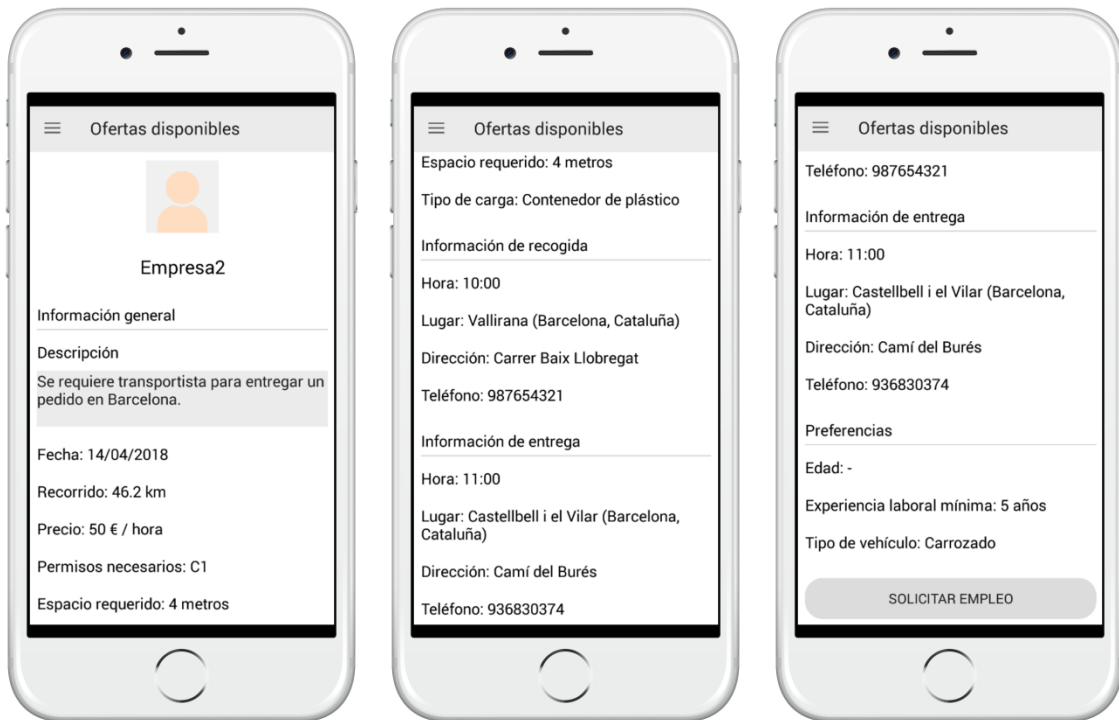 Ofertas disponibles
Empresa2
Información general
Descripción
Se requiere transportista para entregar un
pedido en Barcelona.
Fecha: 14/04/2018
Recorrido: 46.2 km
Precio: 50 € / hora
Permisos necesarios: C1
Espacio requerido: 4 metros
Ofertas disponibles
Espacio requerido: 4 metros
Tipo de carga: Contenedor de plástico
Información de recogida
Hora: 10:00
Lugar: Vallirana (Barcelona, Cataluña)
Dirección: Carrer Baix Llobregat
Teléfono: 987654321
Información de entrega
Hora: 11:00
Lugar: Castellbell i el Vilar (Barcelona,
Cataluña)
Dirección: Camí del Burés
Teléfono: 936830374
Ofertas disponibles
Teléfono: 987654321
Información de entrega
Hora: 11:00
Lugar: Castellbell i el Vilar (Barcelona,
Cataluña)
Dirección: Camí del Burés
Teléfono: 936830374
Preferencias
Edad: -
Experiencia laboral mínima: 5 años
Tipo de vehículo: Carrozado
SOLICITAR EMPLEO